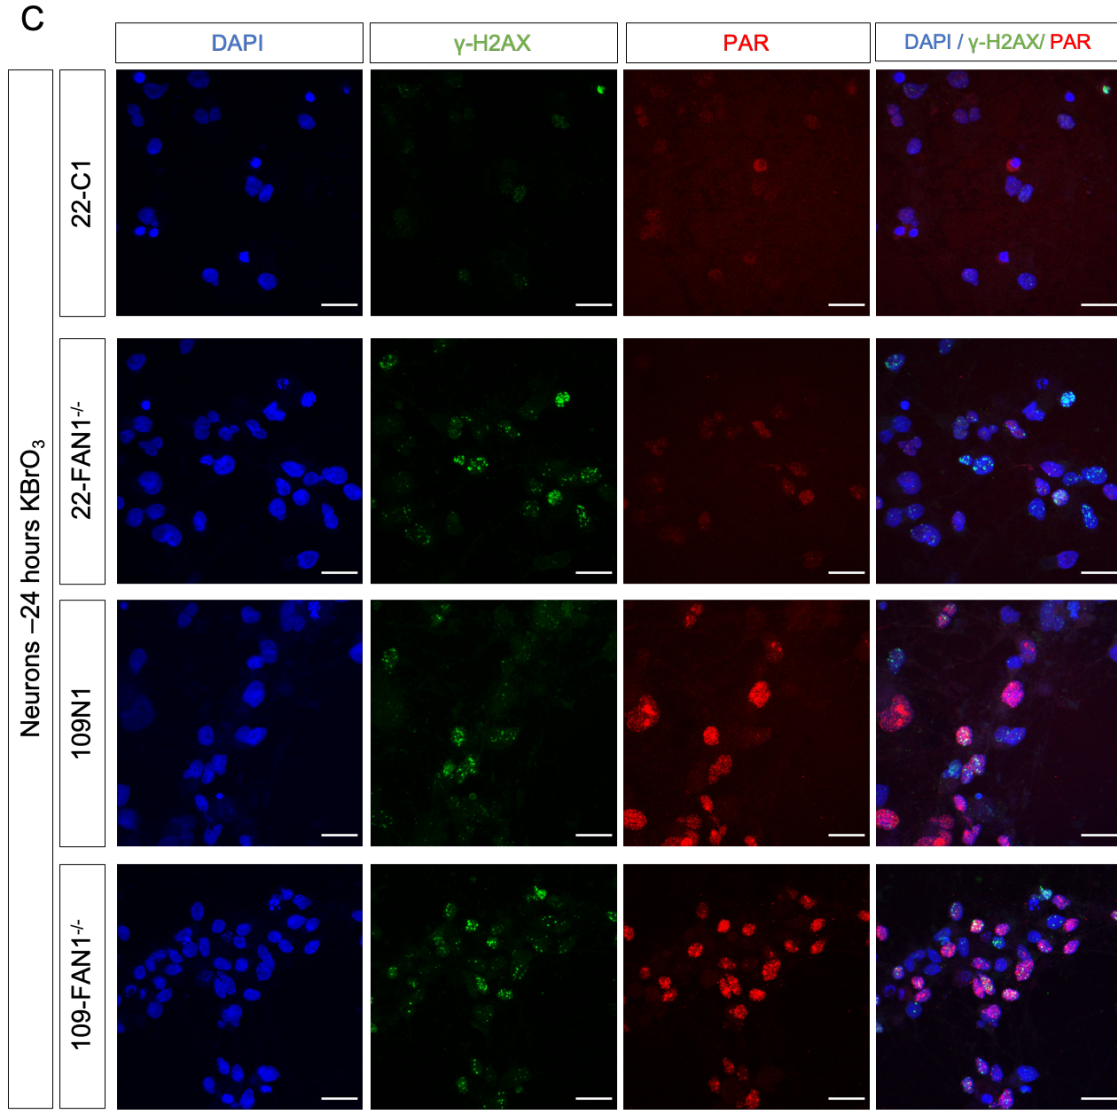 C
DAPI
γ-H2AX
PAR
DAPI / γ-H2AX/ PAR
Neurons –24 hours KBrO₃
22-C1
22-FAN1⁻/⁻
109N1
109-FAN1⁻/⁻